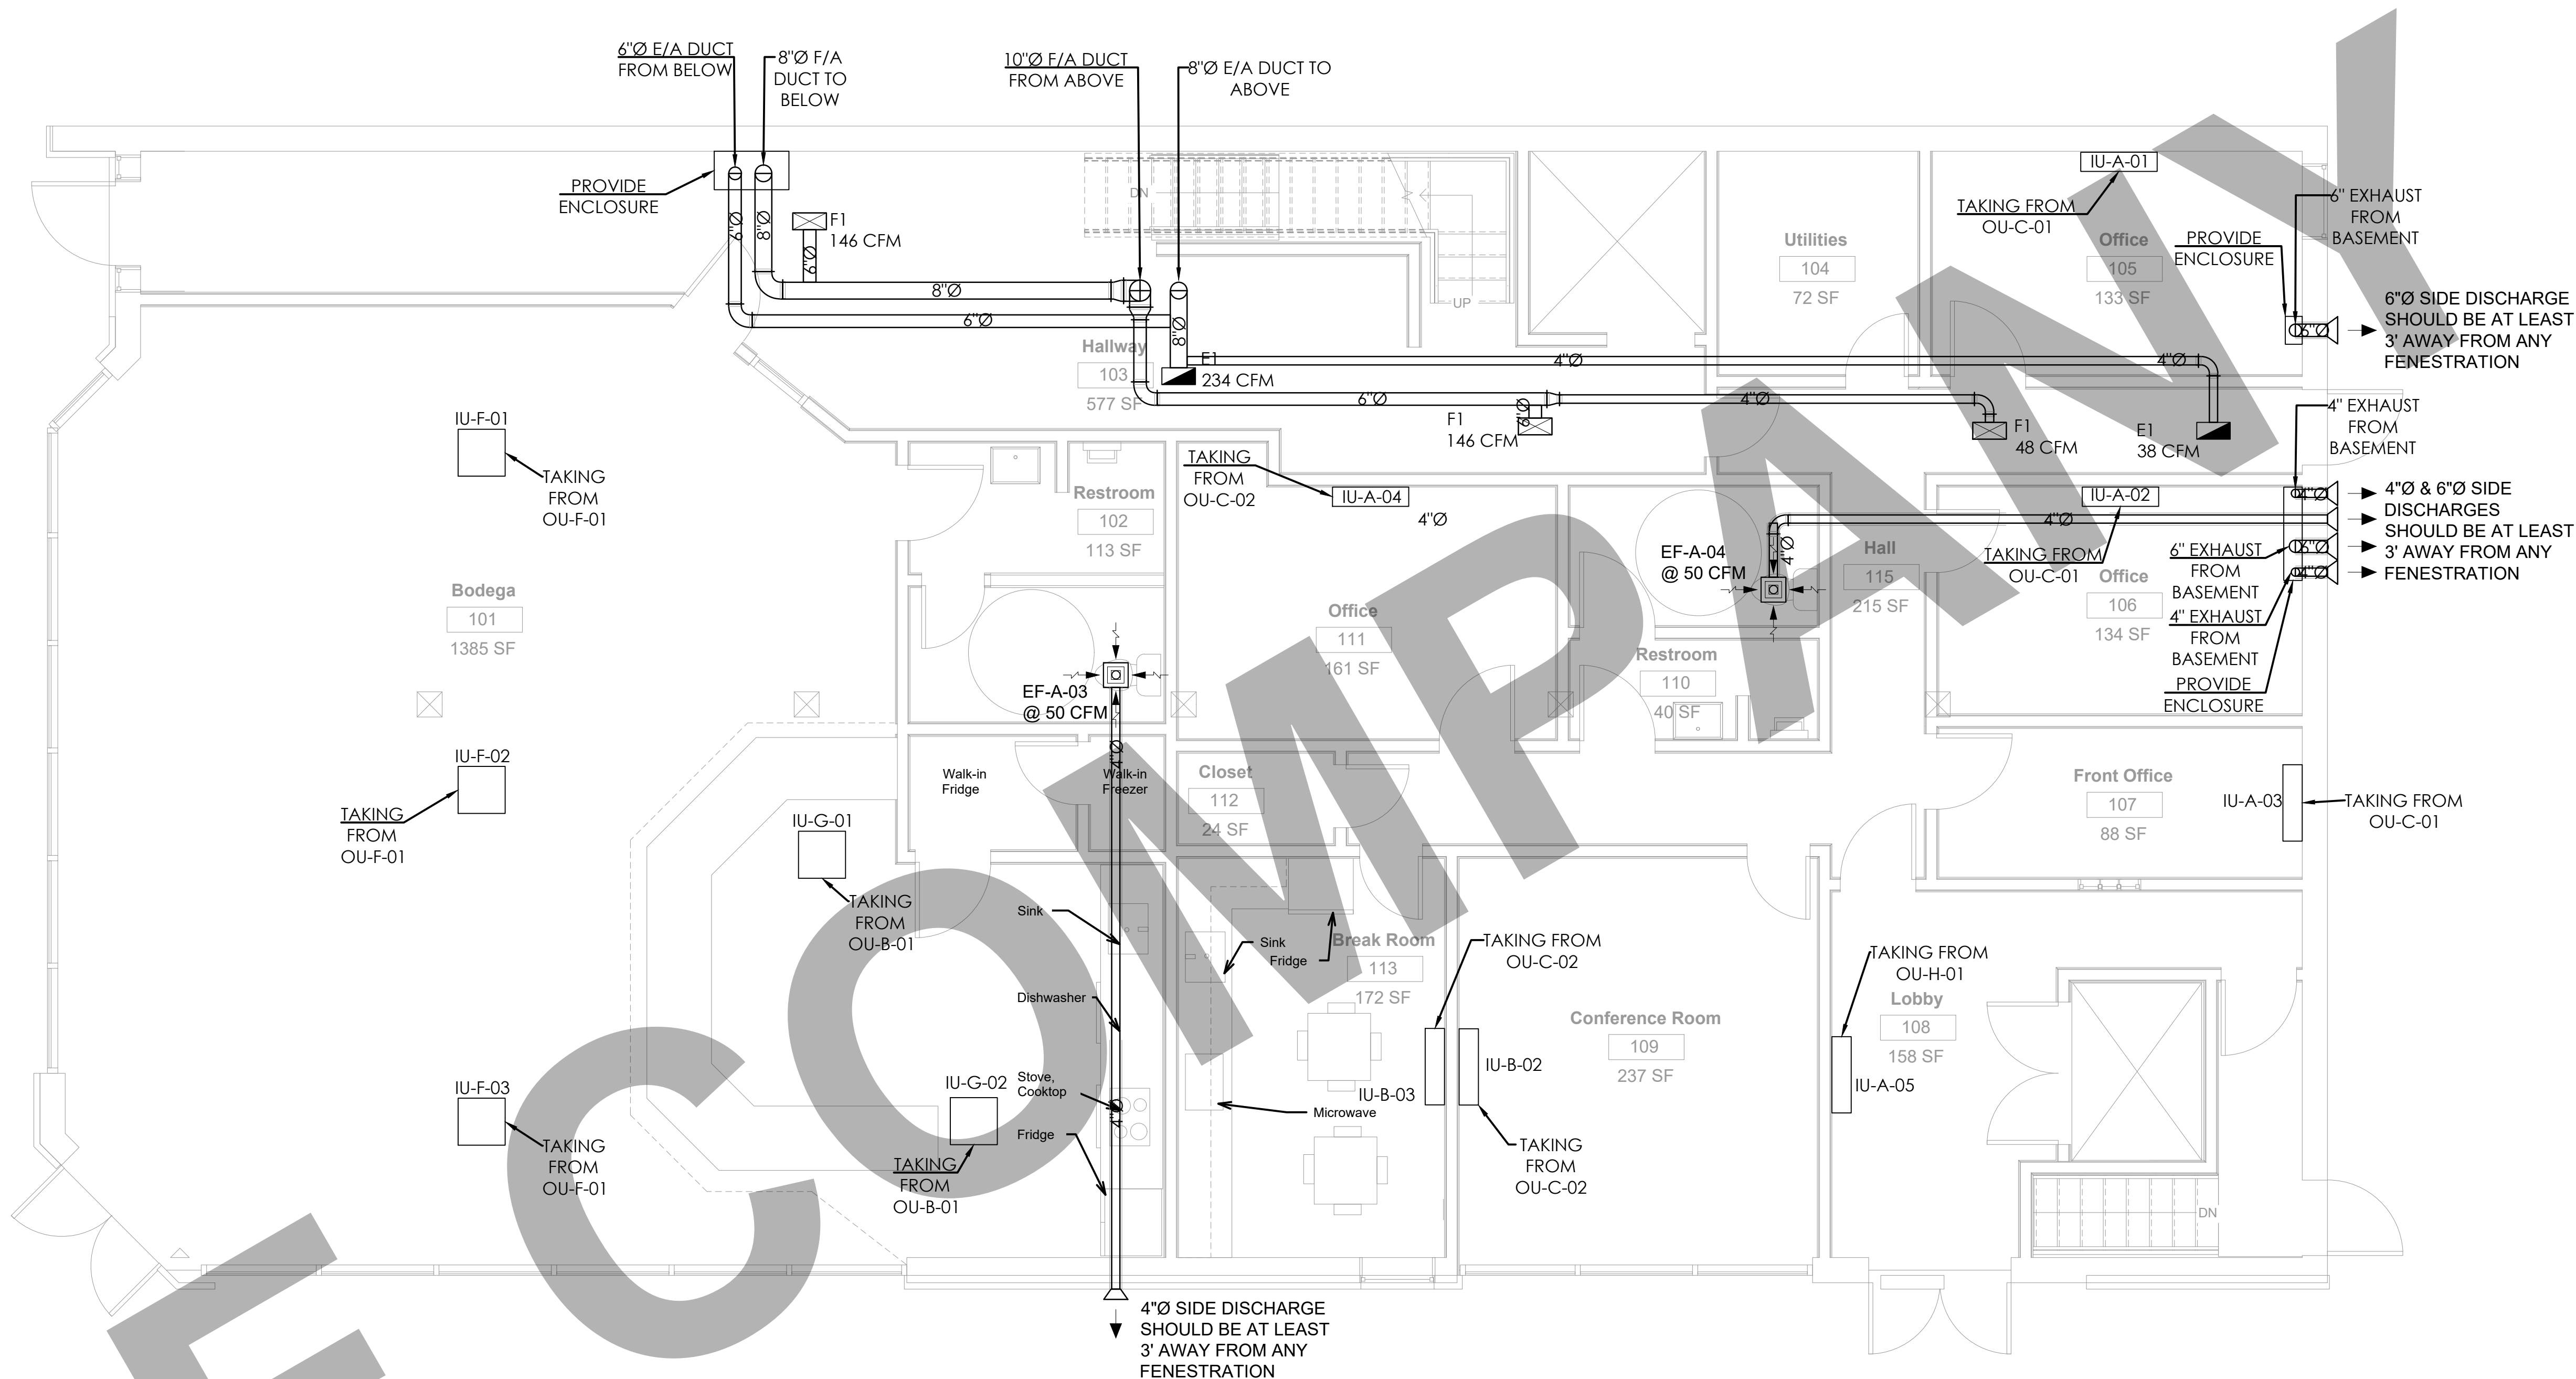 6"Ø E/A DUCT
FROM BELOW
8"Ø F/A
DUCT TO
BELOW
10"Ø F/A DUCT
FROM ABOVE
8"Ø E/A DUCT TO
ABOVE
PROVIDE
ENCLOSURE
6"Ø
8"Ø
6"Ø
F1
146 CFM
8"Ø
6"Ø
8"Ø
DN
UP
Hallway
103
577 SF
E1
234 CFM
4"Ø
4"Ø
6"Ø
6"Ø
4"Ø
F1
146 CFM
F1
48 CFM
E1
38 CFM
Utilities
104
72 SF
IU-A-01
TAKING FROM
OU-C-01
Office
105
133 SF
PROVIDE
ENCLOSURE
6" EXHAUST
FROM
BASEMENT
6"Ø
6"Ø SIDE DISCHARGE
SHOULD BE AT LEAST
3' AWAY FROM ANY
FENESTRATION
4" EXHAUST
FROM
BASEMENT
IU-F-01
TAKING
FROM
OU-F-01
Restroom
102
113 SF
TAKING
FROM
OU-C-02
IU-A-04
4"Ø
EF-A-04
@ 50 CFM
4"Ø
4"Ø
Hall
115
215 SF
IU-A-02
TAKING FROM
OU-C-01
Office
106
134 SF
4"Ø
6"Ø
4"Ø
4"Ø & 6"Ø SIDE
DISCHARGES
SHOULD BE AT LEAST
3' AWAY FROM ANY
FENESTRATION
6" EXHAUST
FROM
BASEMENT
4" EXHAUST
FROM
BASEMENT
PROVIDE
ENCLOSURE
Bodega
101
1385 SF
EF-A-03
@ 50 CFM
Office
111
161 SF
Restroom
110
40 SF
IU-F-02
TAKING
FROM
OU-F-01
Walk-in
Fridge
4"Ø
Walk-in
Freezer
Closet
112
24 SF
Front Office
107
88 SF
IU-A-03
TAKING FROM
OU-C-01
IU-G-01
TAKING
FROM
OU-B-01
Sink
Sink
Fridge
Break Room
113
172 SF
TAKING FROM
OU-C-02
TAKING FROM
OU-H-01
Lobby
108
158 SF
Dishwasher
Conference Room
109
237 SF
IU-F-03
TAKING
FROM
OU-F-01
IU-G-02
TAKING
FROM
OU-B-01
Stove,
Cooktop
4"Ø
Fridge
Microwave
IU-B-03
IU-B-02
TAKING
FROM
OU-C-02
IU-A-05
DN
4"Ø SIDE DISCHARGE
SHOULD BE AT LEAST
3' AWAY FROM ANY
FENESTRATION
E COMPANY